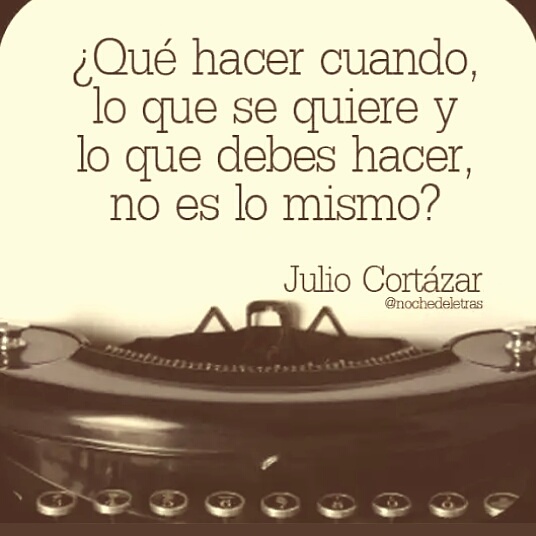 ¿Qué hacer cuando,
lo que se quiere y
lo que debes hacer,
no es lo mismo?
Julio Cortázar
@nochedeletras